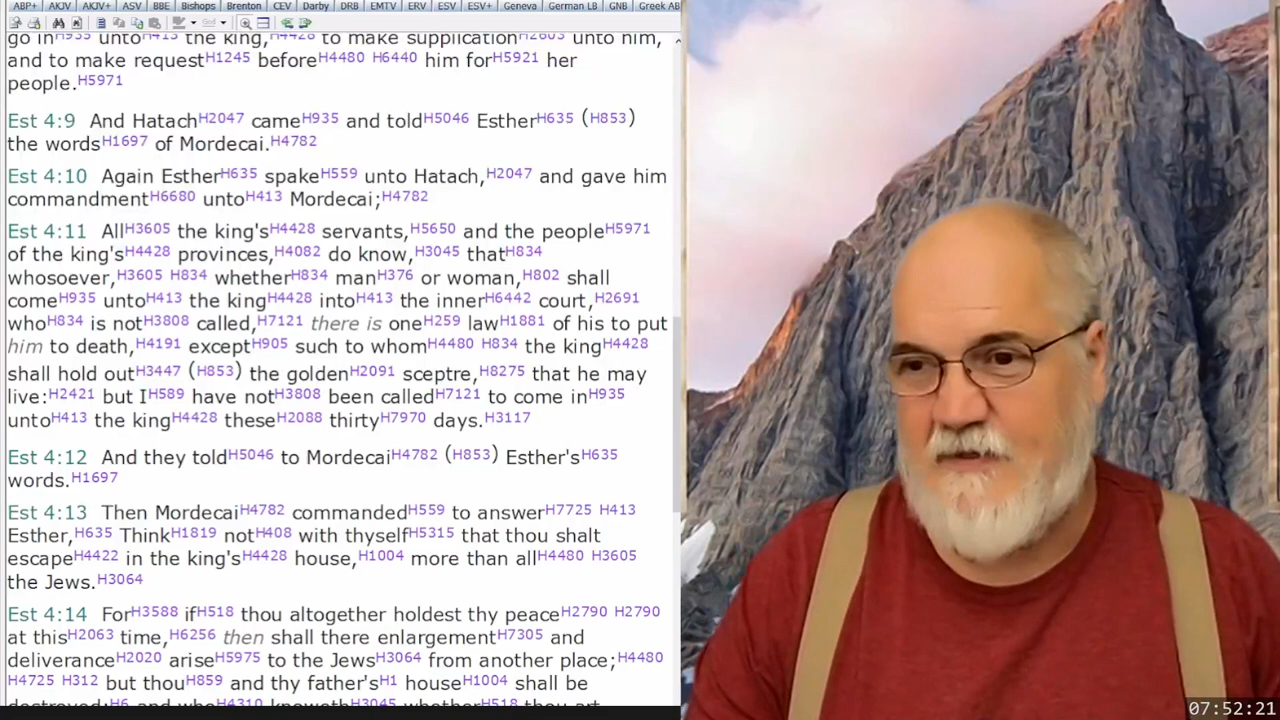 ABP+ AKJV AKJV+ ASV BBE Bishops Brenton CEV Darby DRB EMTV ERV ESV ESV+ Geneva German LB GNB Greek AB
go inH935 untoH413 the king,H4428 to make supplicationH2603 unto him,
and to make requestH1245 beforeH4480 H6440 him forH5921 her
people.H5971
Est 4:9 And HatachH2047 cameH935 and toldH5046 EstherH635 (H853)
the wordsH1697 of Mordecai.H4782
Est 4:10 Again EstherH635 spakeH559 unto Hatach,H2047 and gave him
commandmentH6680 untoH413 Mordecai;H4782
Est 4:11 AllH3605 the king'sH4428 servants,H5650 and the peopleH5971
of the king'sH4428 provinces,H4082 do know,H3045 thatH834
whosoever,H3605 H834 whetherH834 manH376 or woman,H802 shall
comeH935 untoH413 the kingH4428 intoH413 the innerH6442 court,H2691
whoH834 is notH3808 called,H7121 there is oneH259 lawH1881 of his to put
him to death,H4191 exceptH905 such to whomH4480 H834 the kingH4428
shall hold outH3447 (H853) the goldenH2091 sceptre,H8275 that he may
live:H2421 but IH589 have notH3808 been calledH7121 to come inH935
untoH413 the kingH4428 theseH2088 thirtyH7970 days.H3117
Est 4:12 And they toldH5046 to MordecaiH4782 (H853) Esther'sH635
words.H1697
Est 4:13 Then MordecaiH4782 commandedH559 to answerH7725 H413
Esther,H635 ThinkH1819 notH408 with thyselfH5315 that thou shalt
escapeH4422 in the king'sH4428 house,H1004 more than allH4480 H3605
the Jews.H3064
Est 4:14 ForH3588 ifH518 thou altogether holdest thy peaceH2790 H2790
at thisH2063 time,H6256 then shall there enlargementH7305 and
deliveranceH2020 ariseH5975 to the JewsH3064 from another place;H4480
H4725 H312 but thouH859 and thy father'sH1 houseH1004 shall be
destroyed:H6 and whoH4310 knowethH3045 whetherH518 thou art
07:52:21